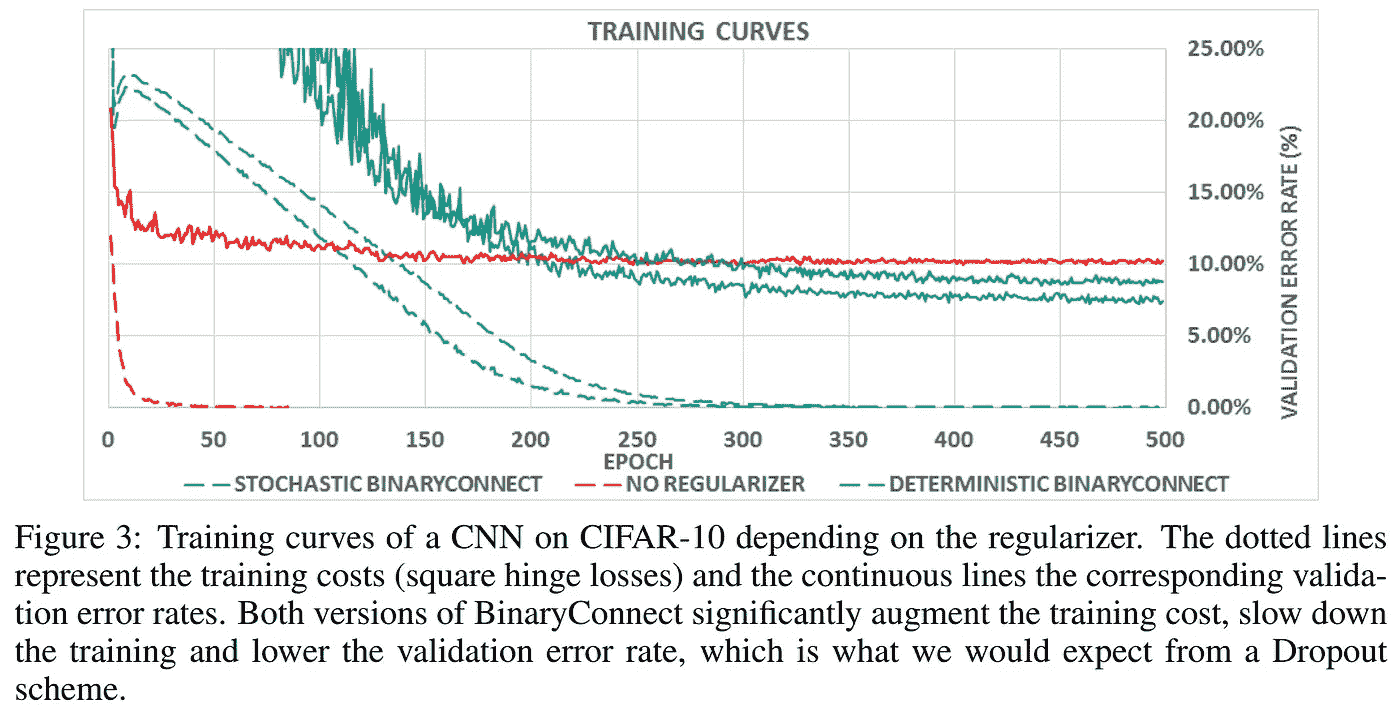 TRAINING CURVES
25.00%
20.00%
15.00%
10.00%
5.00%
0.00%
VALIDATION ERROR RATE (%)
0 50 100 150 200 250 300 350 400 450 500
EPOCH
STOCHASTIC BINARYCONNECT NO REGULARIZER DETERMINISTIC BINARYCONNECT
Figure 3: Training curves of a CNN on CIFAR-10 depending on the regularizer. The dotted lines
represent the training costs (square hinge losses) and the continuous lines the corresponding valida-
tion error rates. Both versions of BinaryConnect significantly augment the training cost, slow down
the training and lower the validation error rate, which is what we would expect from a Dropout
scheme.